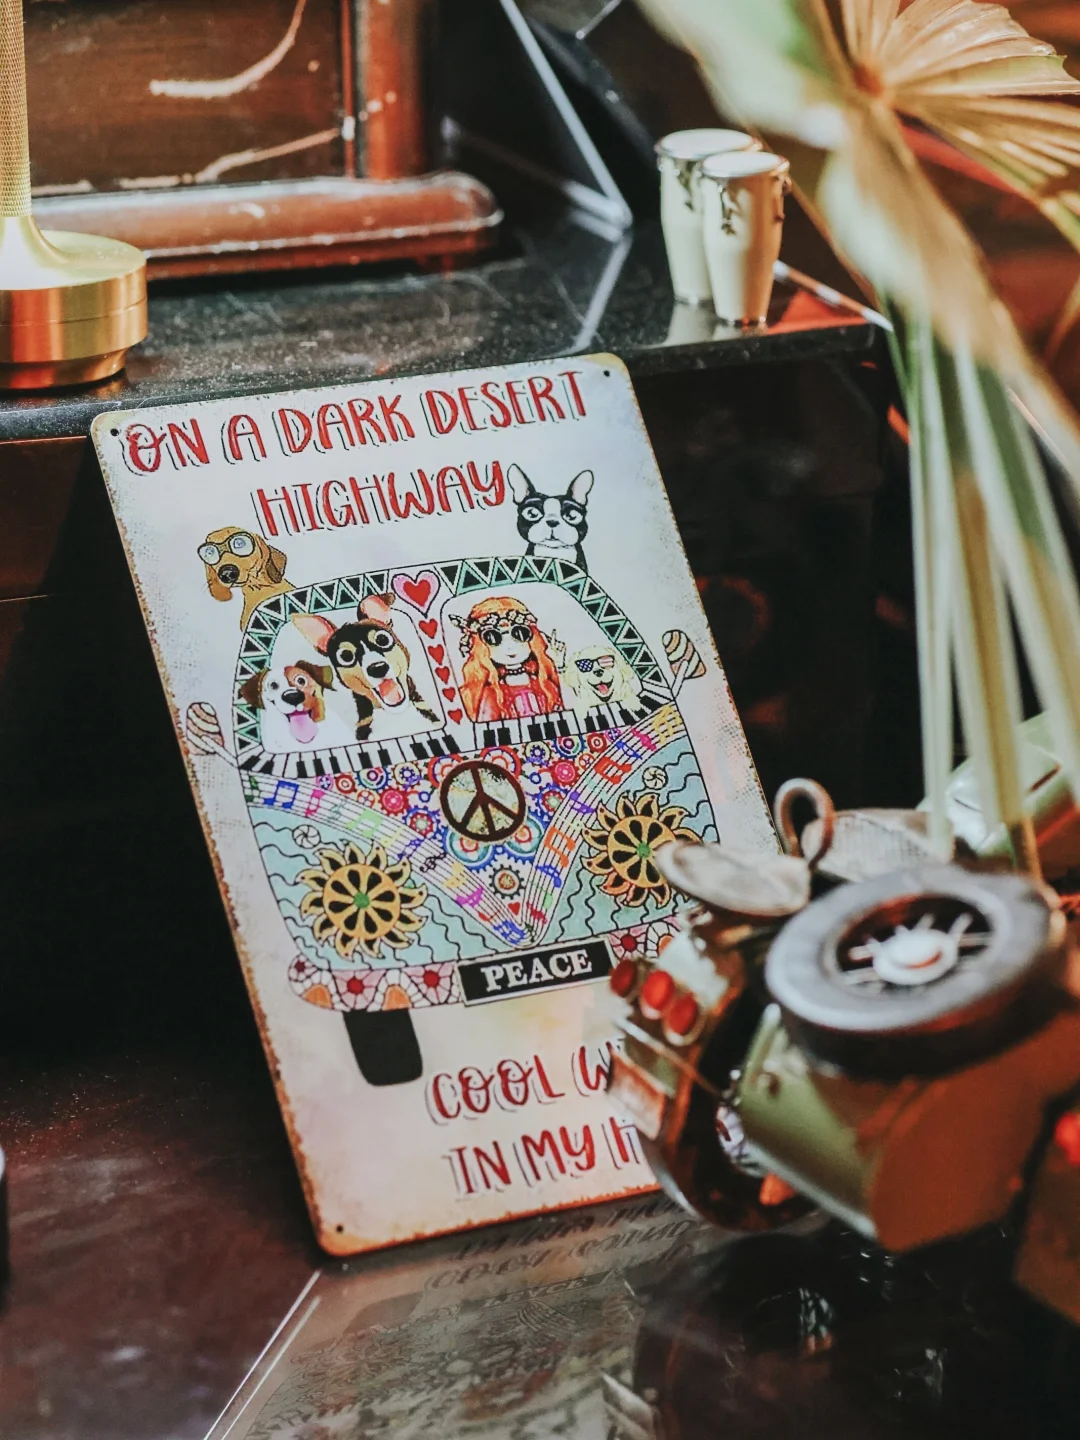 ON A DARK DESERT
HIGHWAY
PEACE
COOL
IN MY